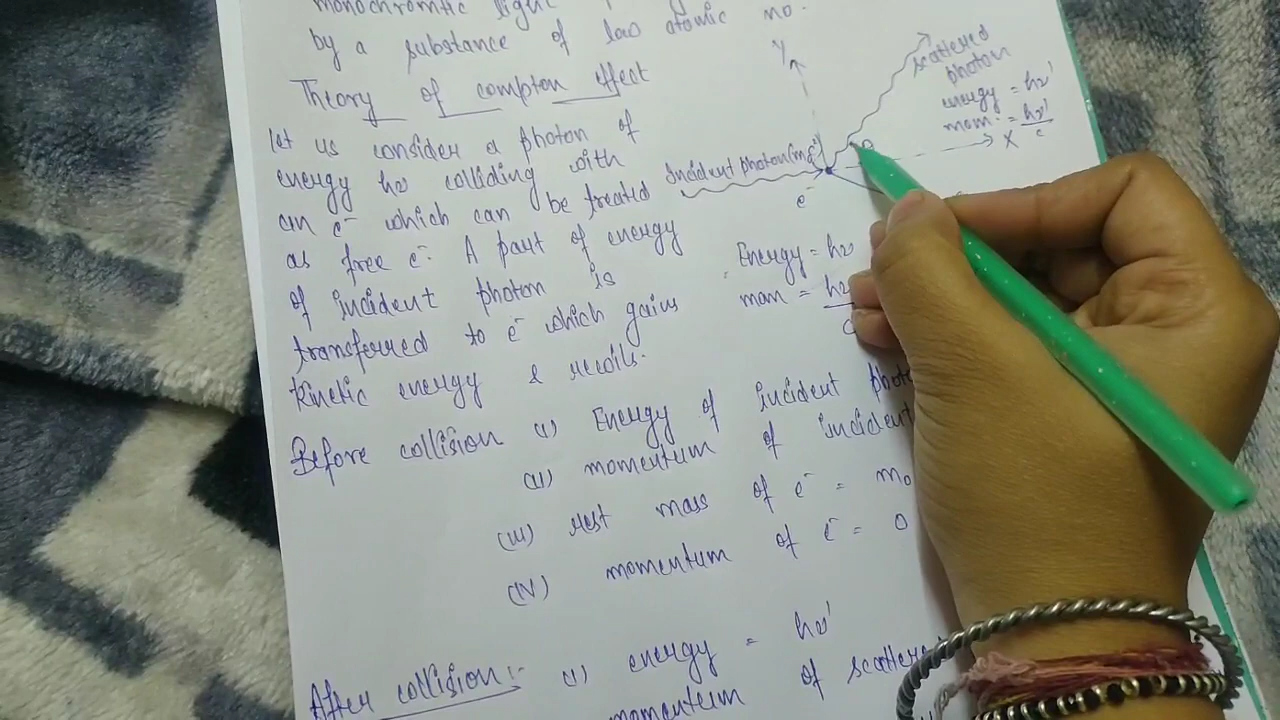 monochromtic light
by a substance of low atomic no.
Theory of compton effect
let us consider a photon of
energy hν colliding with
an e⁻ which can be treated
as free e⁻. A part of energy
of incident photon is
transferred to e⁻ which gains
kinetic energy & recoils.
Y
scattered
photon
energy = hν'
mom. = hν'/c
X
θ
Incident photon
e⁻
Energy = hν
mom =
Before collision (I) Energy of incident
(II) momentum of incident
(III) rest mass of e⁻ = m₀
(IV) momentum of e⁻ = 0
After collision :- (I) energy = hν'
momentum of